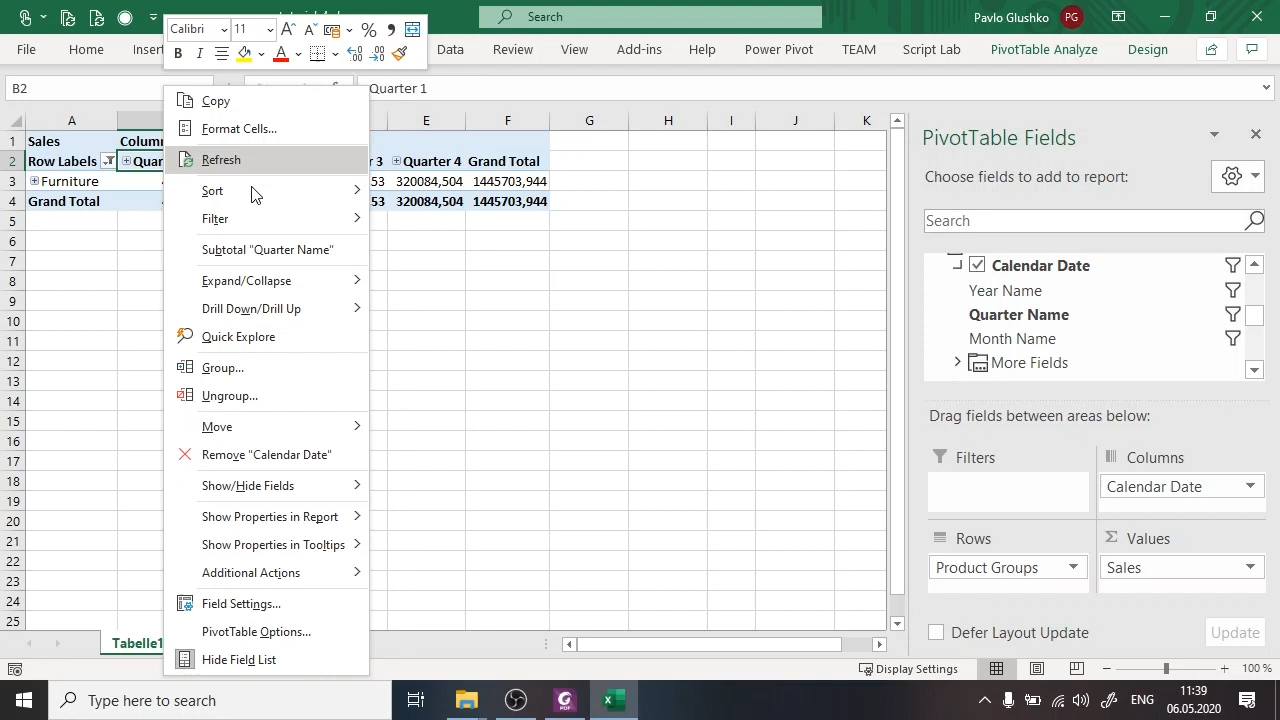 Search
Pavlo Glushko
PG
Calibri
11
File
Home
Data
Review
View
Add-ins
Help
Power Pivot
TEAM
Script Lab
PivotTable Analyze
Design
B2
Quarter 1
A
E
F
G
H
I
J
K
1 Sales
2 Row Labels
Quarter 4 Grand Total
3 Furniture
53 320084,504 1445703,944
4 Grand Total
53 320084,504 1445703,944
5
6
7
8
9
10
11
12
13
14
15
16
17
18
19
20
21
22
23
24
25
Copy
Format Cells...
Refresh
Sort
Filter
Subtotal "Quarter Name"
Expand/Collapse
Drill Down/Drill Up
Quick Explore
Group...
Ungroup...
Move
Remove "Calendar Date"
Show/Hide Fields
Show Properties in Report
Show Properties in Tooltips
Additional Actions
Field Settings...
PivotTable Options...
Hide Field List
PivotTable Fields
Choose fields to add to report:
Search
Calendar Date
Year Name
Quarter Name
Month Name
More Fields
Drag fields between areas below:
Filters
Columns
Calendar Date
Rows
Values
Product Groups
Sales
Defer Layout Update
Update
Tabelle1
Display Settings
100 %
Type here to search
ENG
11:39
06.05.2020